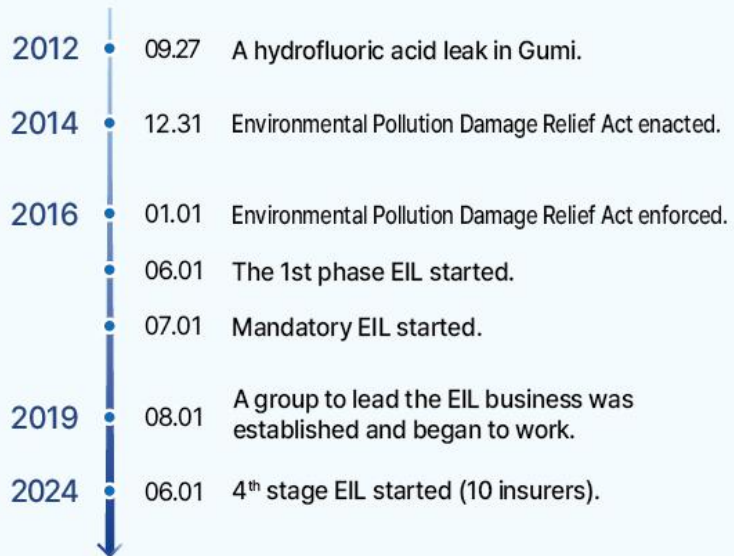 2012 09.27 A hydrofluoric acid leak in Gumi.
2014 12.31 Environmental Pollution Damage Relief Act enacted.
2016 01.01 Environmental Pollution Damage Relief Act enforced.
06.01 The 1st phase EIL started.
07.01 Mandatory EIL started.
2019 08.01 A group to lead the EIL business was
established and began to work.
2024 06.01 4th stage EIL started (10 insurers).